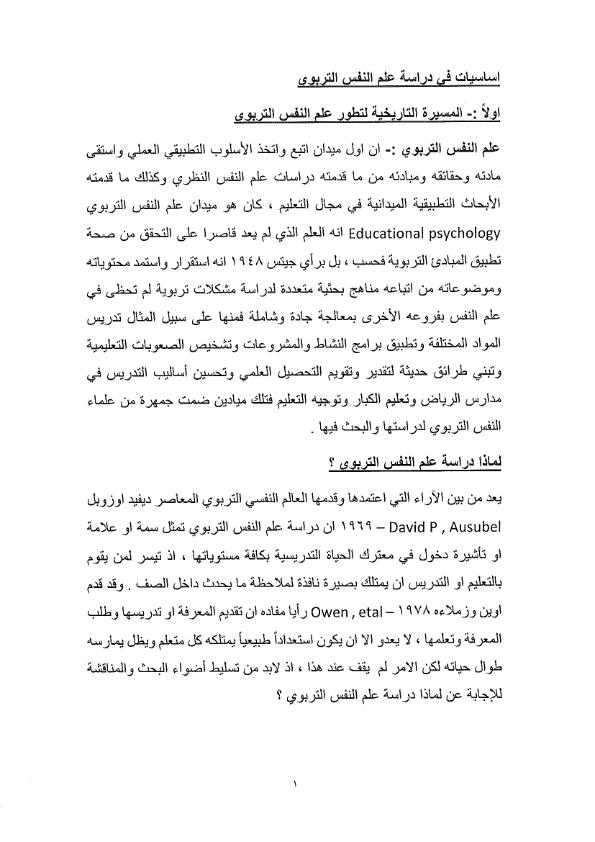 اساسيات في دراسة علم النفس التربوي
اولاً :- المسيرة التاريخية لتطور علم النفس التربوي
علم النفس التربوي :- ان اول ميدان اتبع واتخذ الأسلوب التطبيقي العملي واستقى
مادته وحقائقه ومبادئه من ما قدمته دراسات علم النفس النظري وكذلك ما قدمته
الأبحاث التطبيقية الميدانية في مجال التعليم ، كان هو ميدان علم النفس التربوي
Educational psychology انه العلم الذي لم يعد قاصرا على التحقق من صحة
تطبيق المبادئ التربوية فحسب ، بل برأي جيتس ١٩٤٨ انه استقرار واستمد محتوياته
وموضوعاته من اتباعه مناهج بحثية متعددة لدراسة مشكلات تربوية لم تحظى في
علم النفس بفروعه الأخرى بمعالجة جادة وشاملة فمنها على سبيل المثال تدريس
المواد المختلفة وتطبيق برامج النشاط والمشروعات وتشخيص الصعوبات التعليمية
وتبني طرائق حديثة لتقدير وتقويم التحصيل العلمي وتحسين أساليب التدريس في
مدارس الرياض وتعليم الكبار وتوجيه التعليم فتلك ميادين ضمت جمهرة من علماء
النفس التربوي لدراستها والبحث فيها .
لماذا دراسة علم النفس التربوي ؟
يعد من بين الآراء التي اعتمدها وقدمها العالم النفسي التربوي المعاصر ديفيد اوزوبل
David P , Ausubel – ١٩٦٩ ان دراسة علم النفس التربوي تمثل سمة او علامة
او تأشيرة دخول في معترك الحياة التدريسية بكافة مستوياتها ، اذ تيسر لمن يقوم
بالتعليم او التدريس ان يمتلك بصيرة نافذة لملاحظة ما يحدث داخل الصف . وقد قدم
اوين وزملاءه ١٩٧٨ – Owen , etal رأيا مفاده ان تقديم المعرفة او تدريسها وطلب
المعرفة وتعلمها ، لا يعدو الا ان يكون استعداداً طبيعياً يمتلكه كل متعلم ويظل يمارسه
طوال حياته لكن الامر لم يقف عند هذا ، اذ لابد من تسليط أضواء البحث والمناقشة
للإجابة عن لماذا دراسة علم النفس التربوي ؟
١